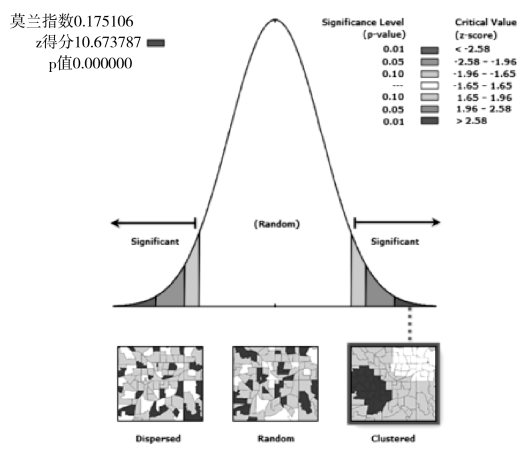 莫兰指数0.175106
z得分10.673787
p值0.000000
Significance Level
(p-value)
Critical Value
(z-score)
0.01 < -2.58
0.05 -2.58 – -1.96
0.10 -1.96 – -1.65
--- -1.65 – 1.65
0.10 1.65 – 1.96
0.05 1.96 – 2.58
0.01 > 2.58
Significant
(Random)
Significant
Dispersed
Random
Clustered